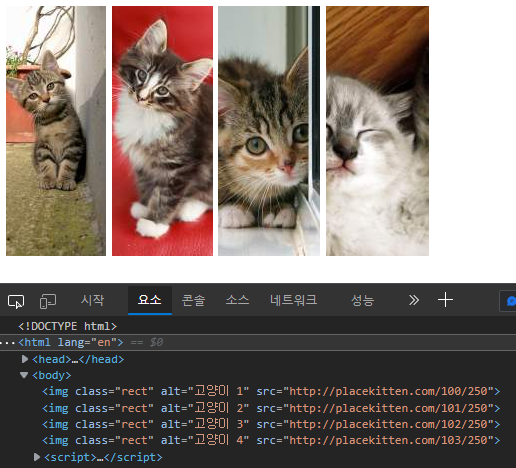 시작 요소 콘솔 소스 네트워크 성능
<!DOCTYPE html>
···<html lang="en"> == $0
<head>…</head>
<body>
<img class="rect" alt="고양이 1" src="http://placekitten.com/100/250">
<img class="rect" alt="고양이 2" src="http://placekitten.com/101/250">
<img class="rect" alt="고양이 3" src="http://placekitten.com/102/250">
<img class="rect" alt="고양이 4" src="http://placekitten.com/103/250">
<script>…</script>